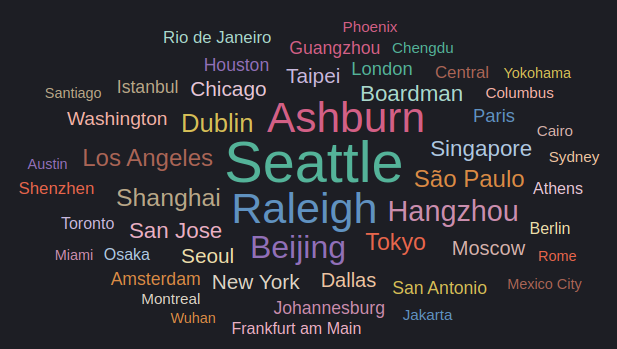 Phoenix
Rio de Janeiro
Guangzhou
Chengdu
Houston
Taipei
London
Central
Yokohama
Santiago
Istanbul
Chicago
Boardman
Columbus
Washington
Dublin
Ashburn
Paris
Cairo
Austin
Los Angeles
Seattle
Singapore
Sydney
Shenzhen
Shanghai
Raleigh
São Paulo
Athens
Toronto
San Jose
Hangzhou
Berlin
Miami
Osaka
Seoul
Beijing
Tokyo
Moscow
Rome
Amsterdam
New York
Dallas
San Antonio
Mexico City
Montreal
Johannesburg
Wuhan
Frankfurt am Main
Jakarta